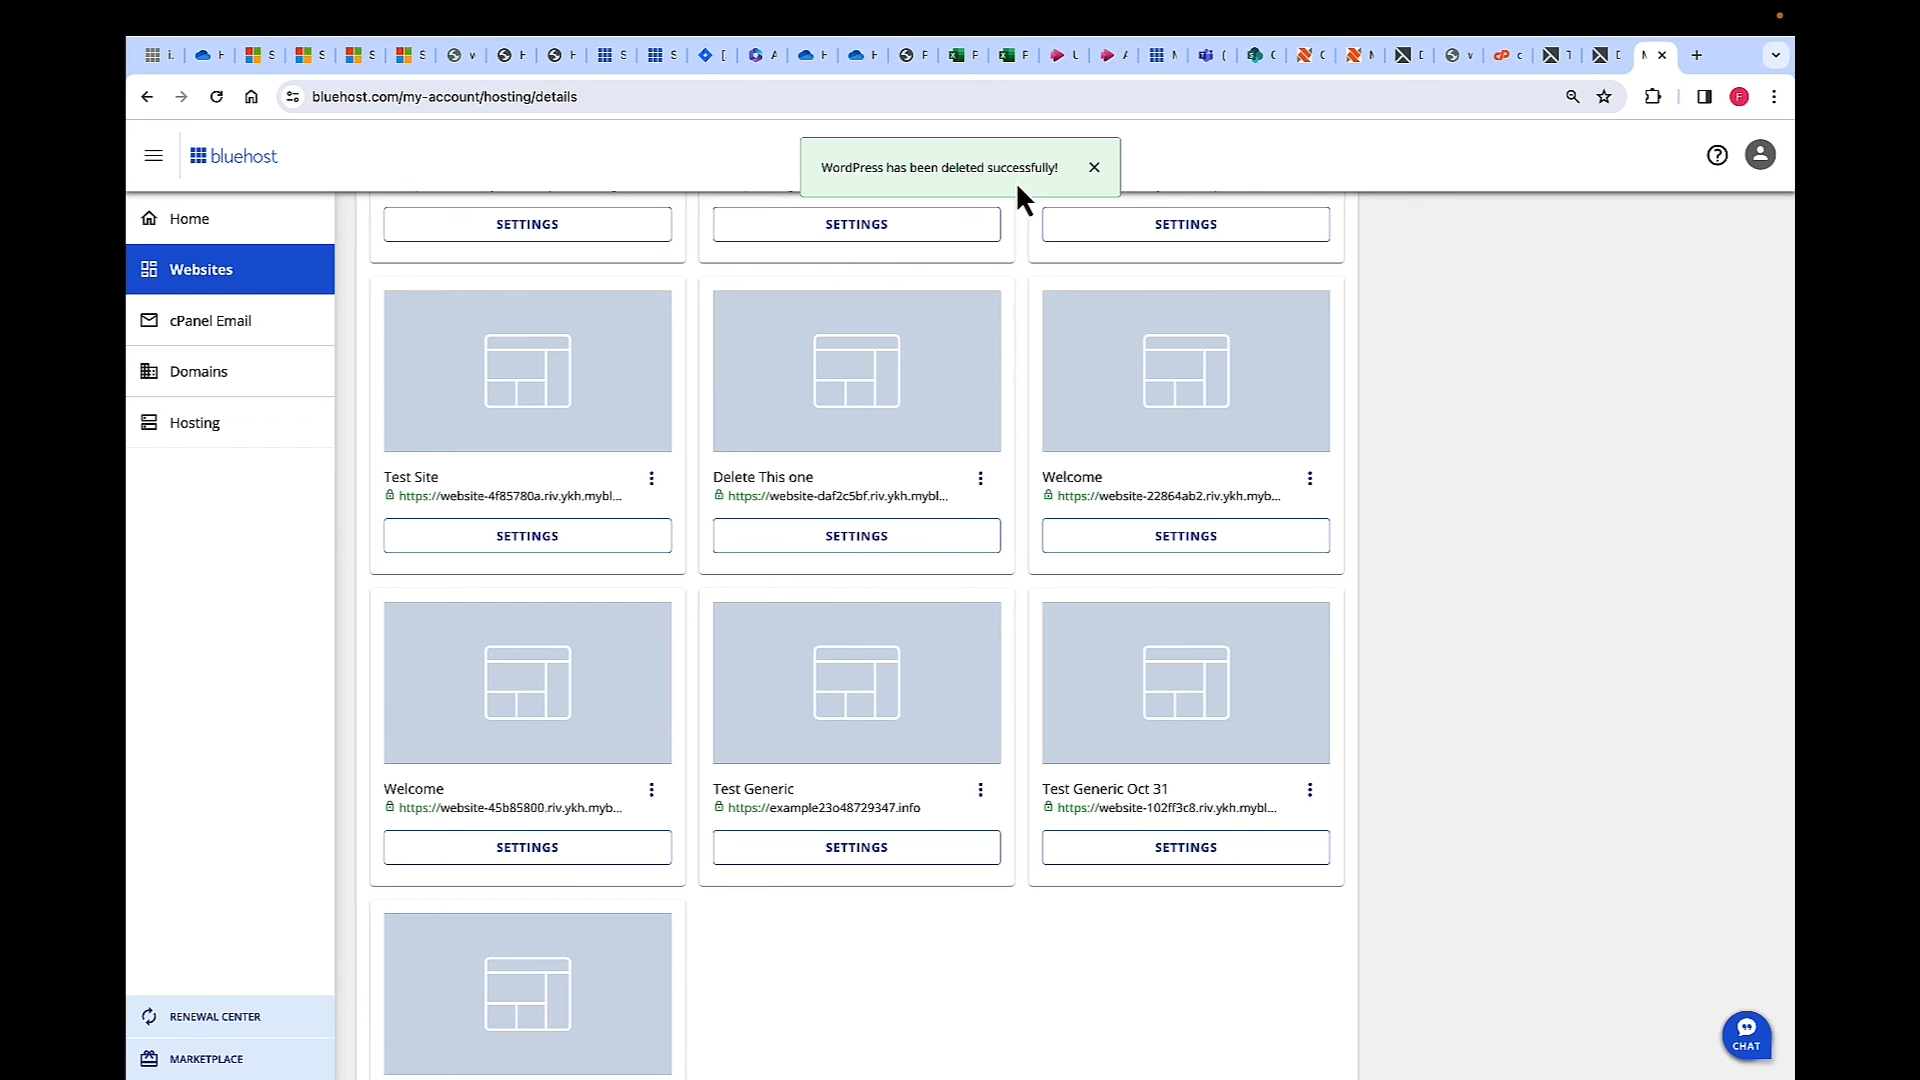 i.
H
S
S
S
S
w
H
H
S
S
[
A
H
H
P
F
F
U
A
M
(
C
C
M
D
w
c
T
D
M
bluehost.com/my-account/hosting/details
F
bluehost
WordPress has been deleted successfully!
Home
Websites
cPanel Email
Domains
Hosting
RENEWAL CENTER
MARKETPLACE
SETTINGS
SETTINGS
SETTINGS
Test Site
https://website-4f85780a.riv.ykh.mybl...
SETTINGS
Delete This one
https://website-daf2c5bf.riv.ykh.mybl...
SETTINGS
Welcome
https://website-22864ab2.riv.ykh.myb...
SETTINGS
Welcome
https://website-45b85800.riv.ykh.myb...
SETTINGS
Test Generic
https://example23o48729347.info
SETTINGS
Test Generic Oct 31
https://website-102ff3c8.riv.ykh.mybl...
SETTINGS
CHAT